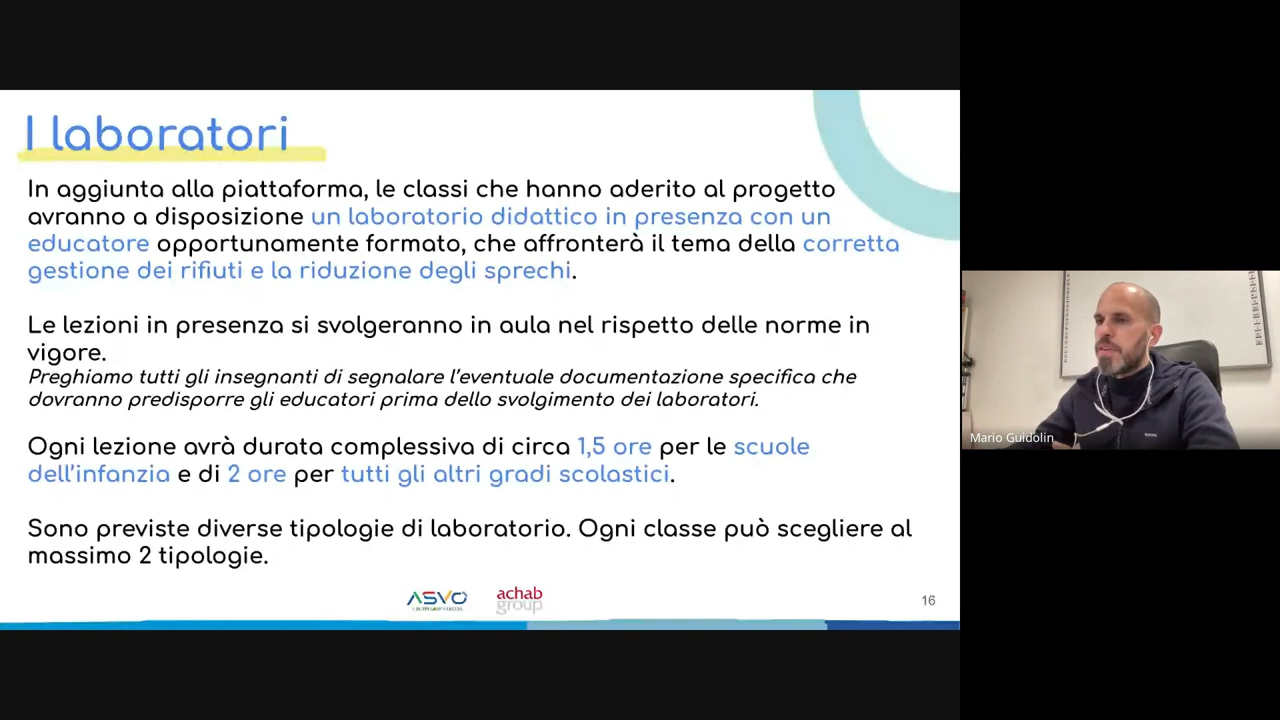 I laboratori
In aggiunta alla piattaforma, le classi che hanno aderito al progetto
avranno a disposizione un laboratorio didattico in presenza con un
educatore opportunamente formato, che affronterà il tema della corretta
gestione dei rifiuti e la riduzione degli sprechi.
Le lezioni in presenza si svolgeranno in aula nel rispetto delle norme in
vigore.
Preghiamo tutti gli insegnanti di segnalare l'eventuale documentazione specifica che
dovranno predisporre gli educatori prima dello svolgimento dei laboratori.
Ogni lezione avrà durata complessiva di circa 1,5 ore per le scuole
dell'infanzia e di 2 ore per tutti gli altri gradi scolastici.
Sono previste diverse tipologie di laboratorio. Ogni classe può scegliere al
massimo 2 tipologie.
ASVO
achab
group
16
Mario Guidolin